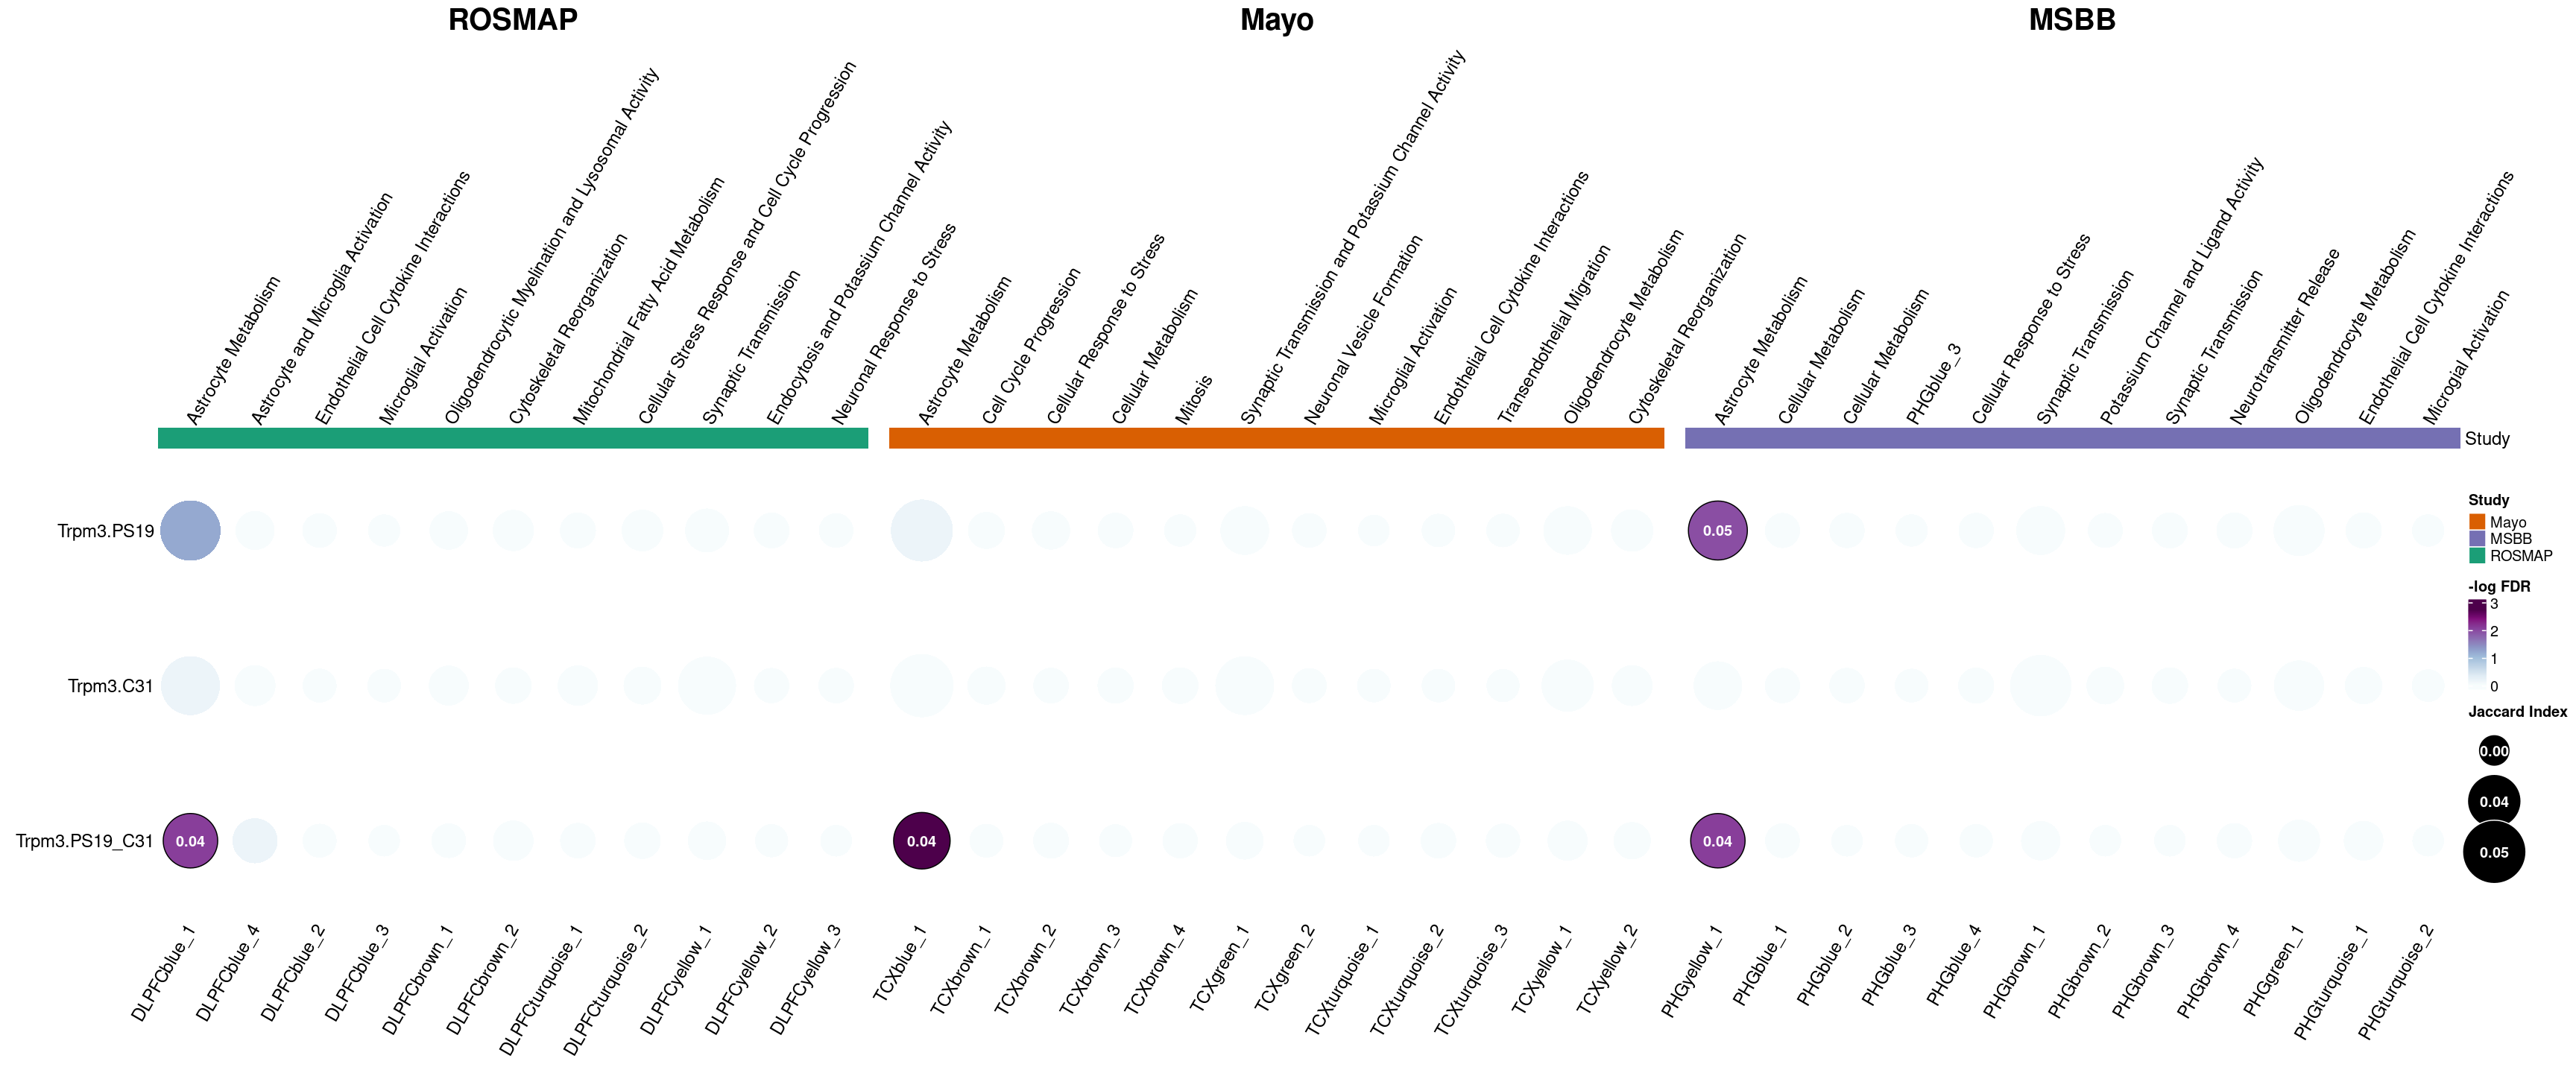 ROSMAP
Mayo
MSBB
Astrocyte Metabolism
Astrocyte and Microglia Activation
Endothelial Cell Cytokine Interactions
Microglial Activation
Oligodendrocytic Myelination and Lysosomal Activity
Cytoskeletal Reorganization
Mitochondrial Fatty Acid Metabolism
Cellular Stress Response and Cell Cycle Progression
Synaptic Transmission
Endocytosis and Potassium Channel Activity
Neuronal Response to Stress
Astrocyte Metabolism
Cell Cycle Progression
Cellular Response to Stress
Cellular Metabolism
Mitosis
Synaptic Transmission and Potassium Channel Activity
Neuronal Vesicle Formation
Microglial Activation
Endothelial Cell Cytokine Interactions
Transendothelial Migration
Oligodendrocyte Metabolism
Cytoskeletal Reorganization
Astrocyte Metabolism
Cellular Metabolism
Cellular Metabolism
PHGblue_3
Cellular Response to Stress
Synaptic Transmission
Potassium Channel and Ligand Activity
Synaptic Transmission
Neurotransmitter Release
Oligodendrocyte Metabolism
Endothelial Cell Cytokine Interactions
Microglial Activation
Study
Trpm3.PS19
0.05
Trpm3.C31
Trpm3.PS19_C31
0.04
0.04
0.04
DLPFCblue_1
DLPFCblue_4
DLPFCblue_2
DLPFCblue_3
DLPFCbrown_1
DLPFCbrown_2
DLPFCturquoise_1
DLPFCturquoise_2
DLPFCyellow_1
DLPFCyellow_2
DLPFCyellow_3
TCXblue_1
TCXbrown_1
TCXbrown_2
TCXbrown_3
TCXbrown_4
TCXgreen_1
TCXgreen_2
TCXturquoise_1
TCXturquoise_2
TCXturquoise_3
TCXyellow_1
TCXyellow_2
PHGyellow_1
PHGblue_1
PHGblue_2
PHGblue_3
PHGblue_4
PHGbrown_1
PHGbrown_2
PHGbrown_3
PHGbrown_4
PHGgreen_1
PHGturquoise_1
PHGturquoise_2
Study
Mayo
MSBB
ROSMAP
-log FDR
3
2
1
0
Jaccard Index
0.00
0.04
0.05